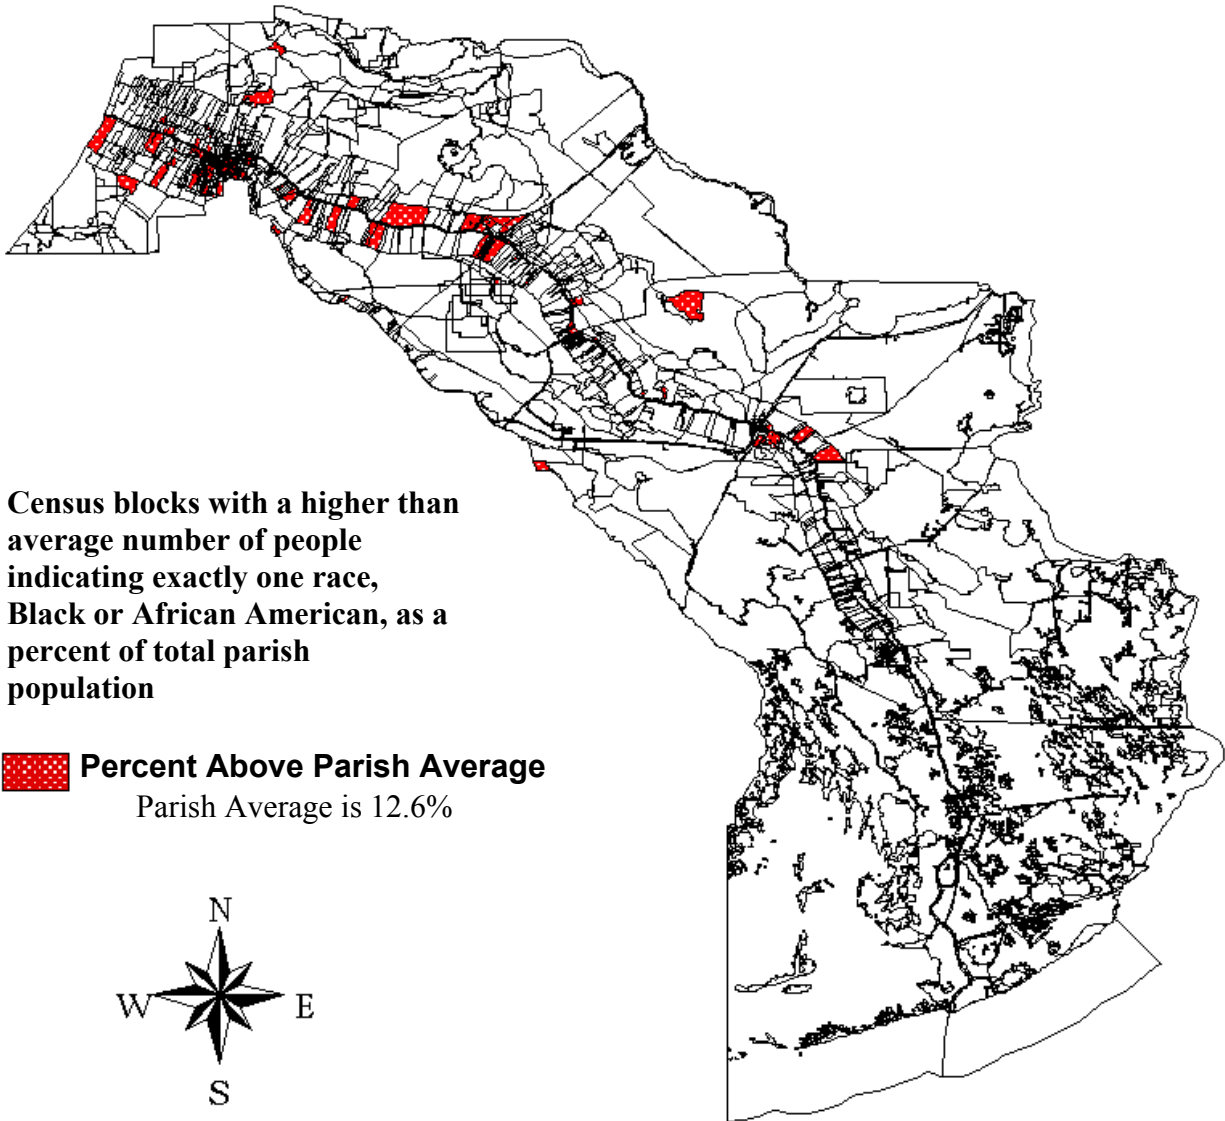 Census blocks with a higher than
average number of people
indicating exactly one race,
Black or African American, as a
percent of total parish
population
Percent Above Parish Average
Parish Average is 12.6%
N
W E
S